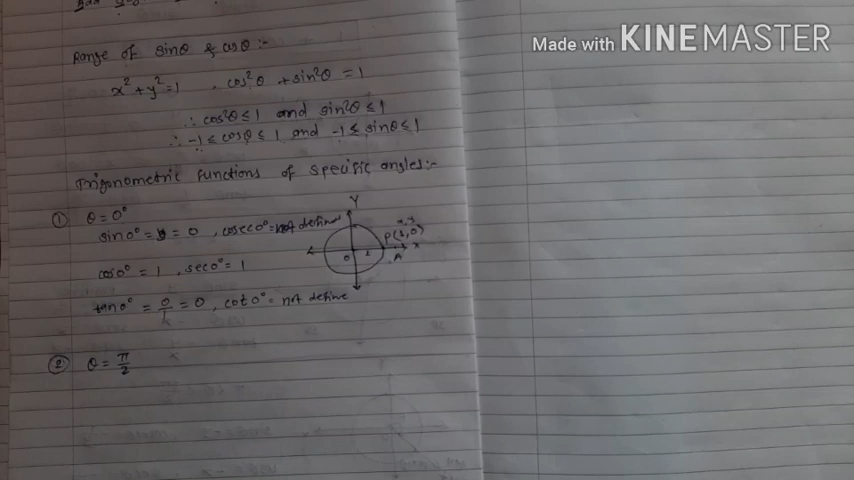 Made with KINEMASTER
Range of sinθ & cosθ :-
x² + y² = 1 , cos²θ + sin²θ = 1
∴ cos²θ ≤ 1 and sin²θ ≤ 1
∴ -1 ≤ cosθ ≤ 1 and -1 ≤ sinθ ≤ 1
Trigonometric functions of specific angles:-
① θ = 0°
sin0° = y = 0 , cosec0° = not define
cos0° = 1 , sec0° = 1
tan0° = 0/1 = 0 , cot0° = not define
Y
x, y
P(1,0)
X
O 1 A
② θ = π/2